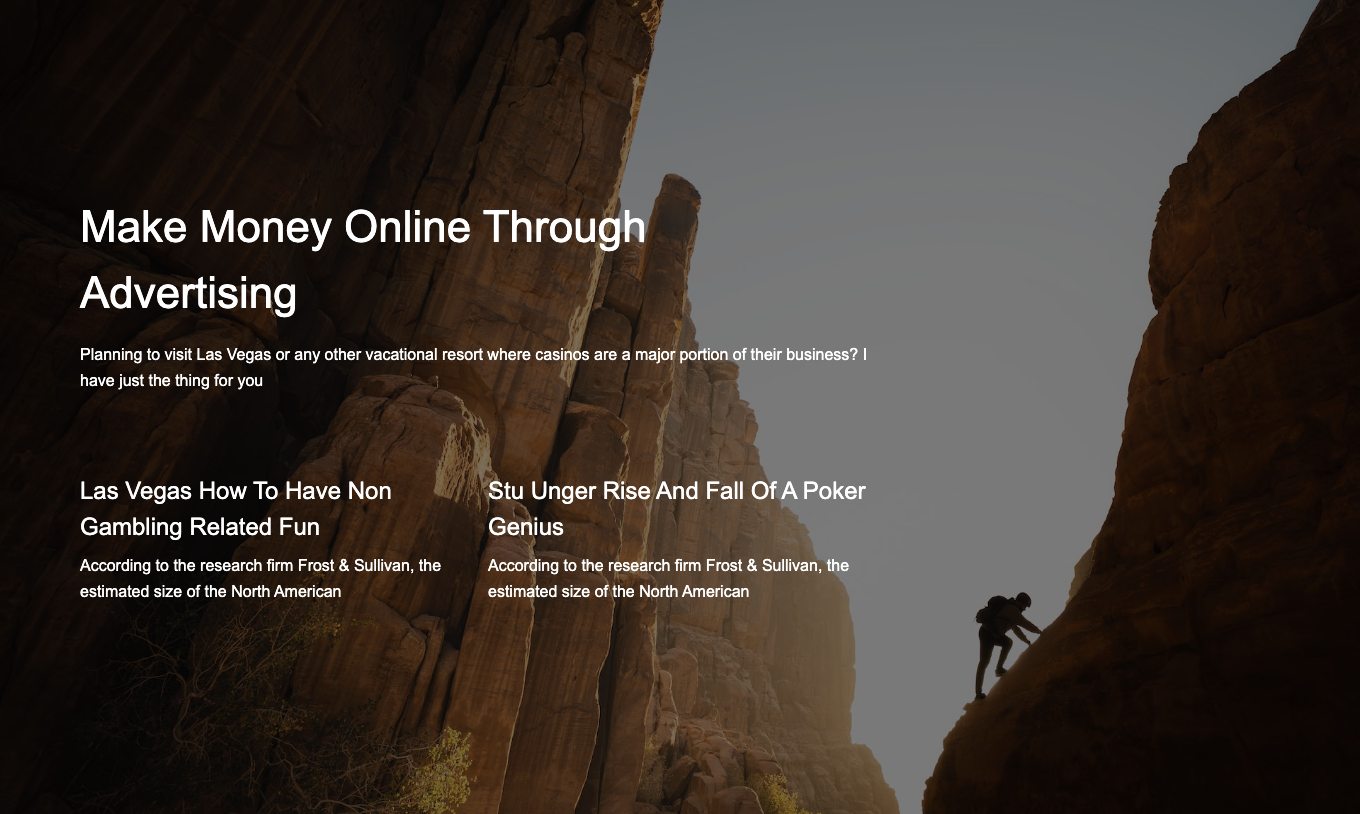 Make Money Online Through
Advertising
Planning to visit Las Vegas or any other vacational resort where casinos are a major portion of their business? I
have just the thing for you
Las Vegas How To Have Non
Gambling Related Fun
According to the research firm Frost & Sullivan, the
estimated size of the North American
Stu Unger Rise And Fall Of A Poker
Genius
According to the research firm Frost & Sullivan, the
estimated size of the North American